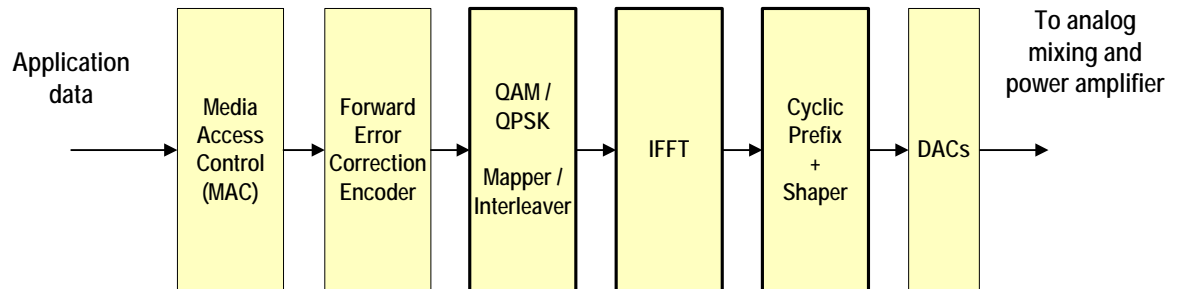 Application
data
Media
Access
Control
(MAC)
Forward
Error
Correction
Encoder
QAM /
QPSK
Mapper /
Interleaver
IFFT
Cyclic
Prefix
+
Shaper
DACs
To analog
mixing and
power amplifier